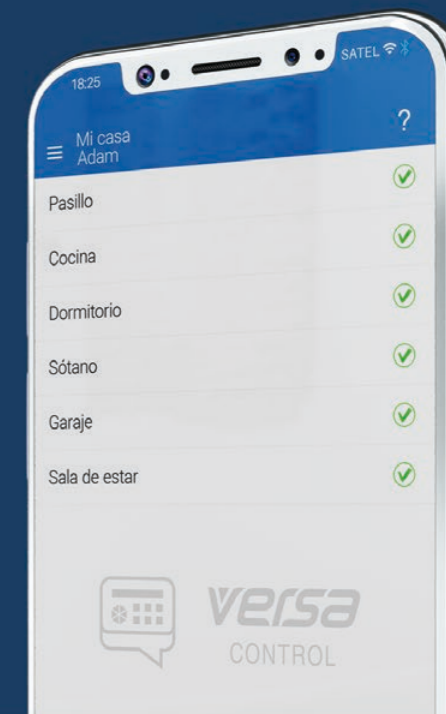 18:25
SATEL
Mi casa
Adam
?
Pasillo
Cocina
Dormitorio
Sótano
Garaje
Sala de estar
versa
CONTROL